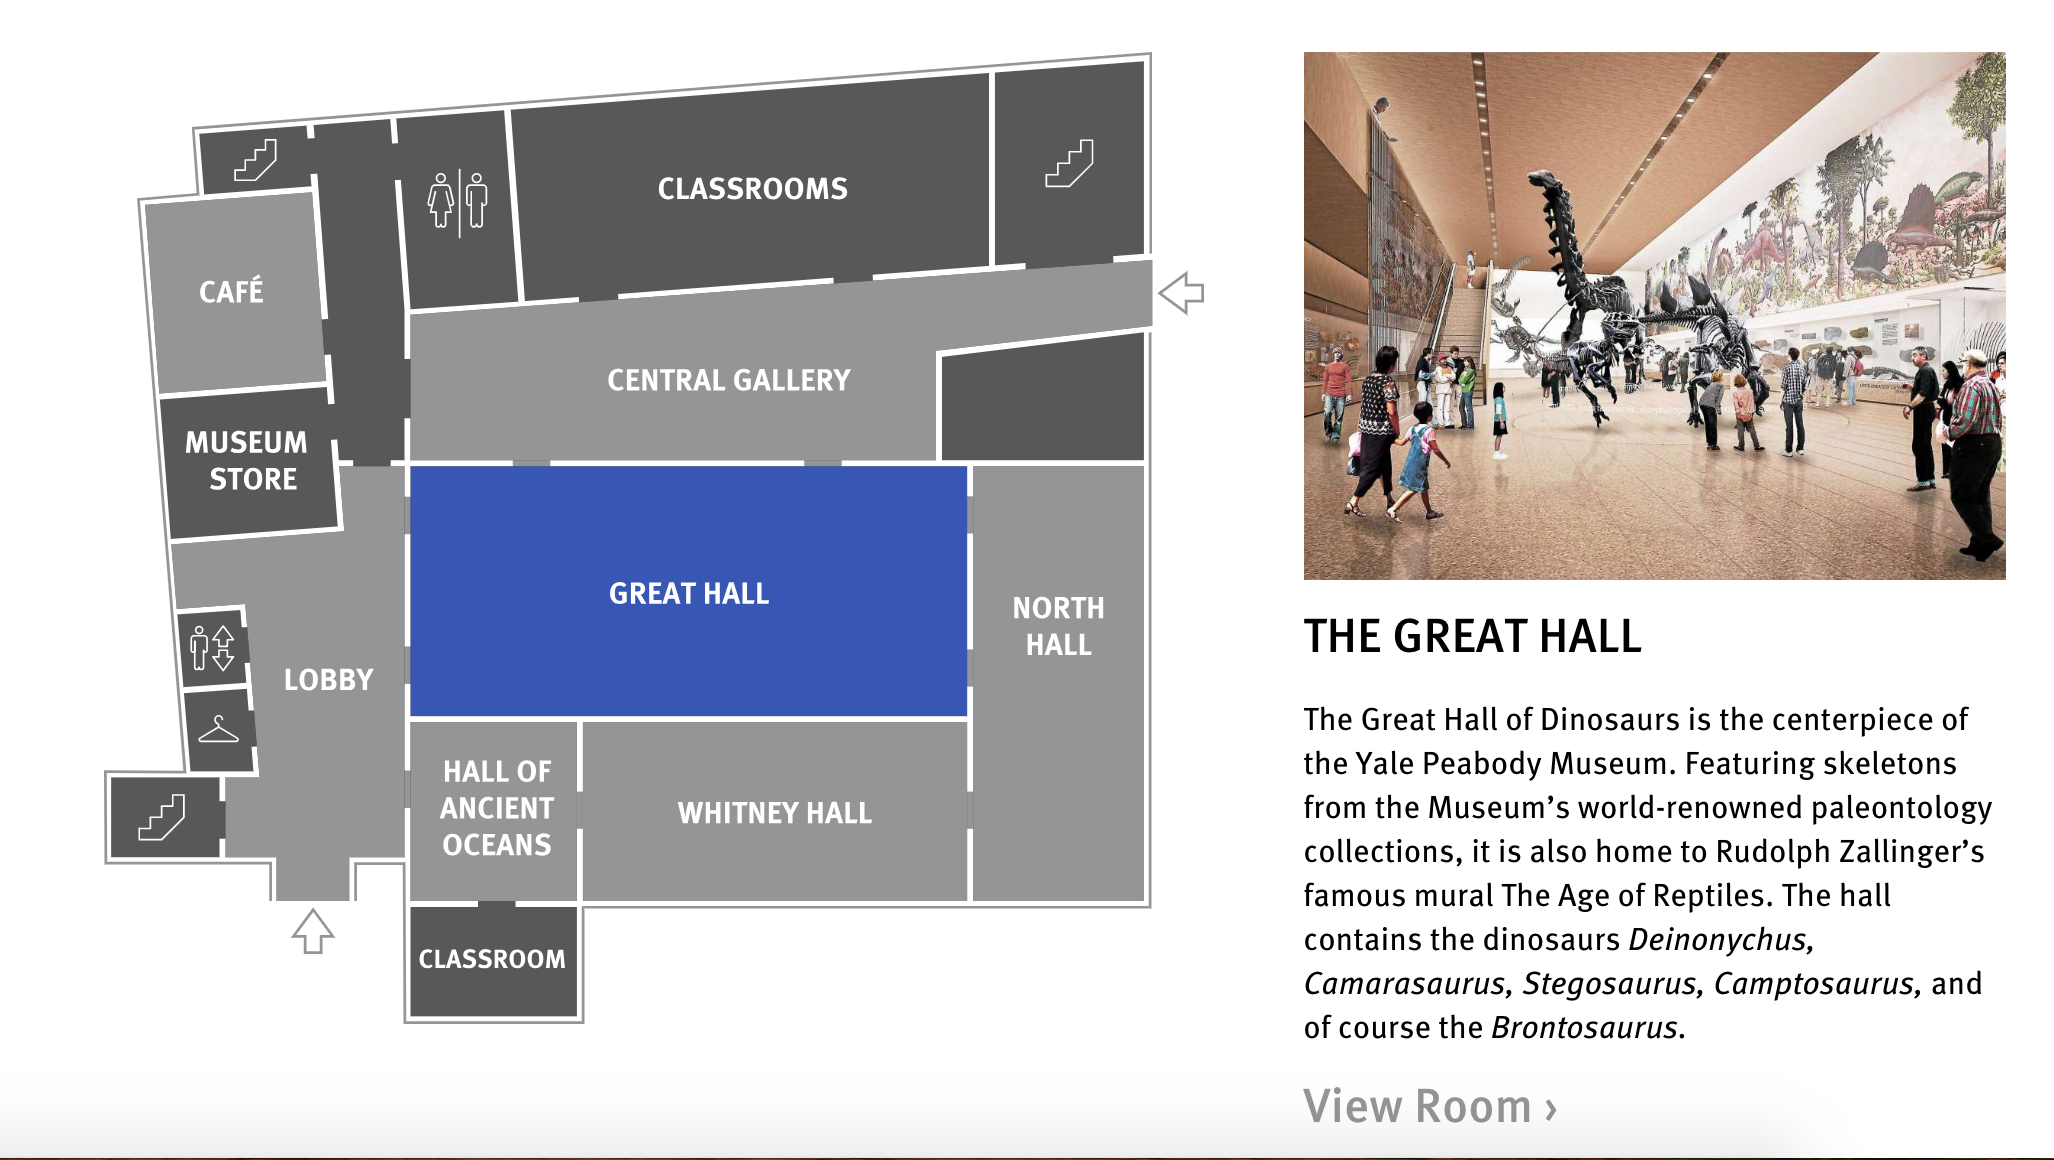 CLASSROOMS
CAFÉ
CENTRAL GALLERY
MUSEUM
STORE
GREAT HALL
NORTH
HALL
LOBBY
HALL OF
ANCIENT
OCEANS
WHITNEY HALL
CLASSROOM
THE GREAT HALL
The Great Hall of Dinosaurs is the centerpiece of
the Yale Peabody Museum. Featuring skeletons
from the Museum’s world-renowned paleontology
collections, it is also home to Rudolph Zallinger’s
famous mural The Age of Reptiles. The hall
contains the dinosaurs Deinonychus,
Camarasaurus, Stegosaurus, Camptosaurus, and
of course the Brontosaurus.
View Room ›